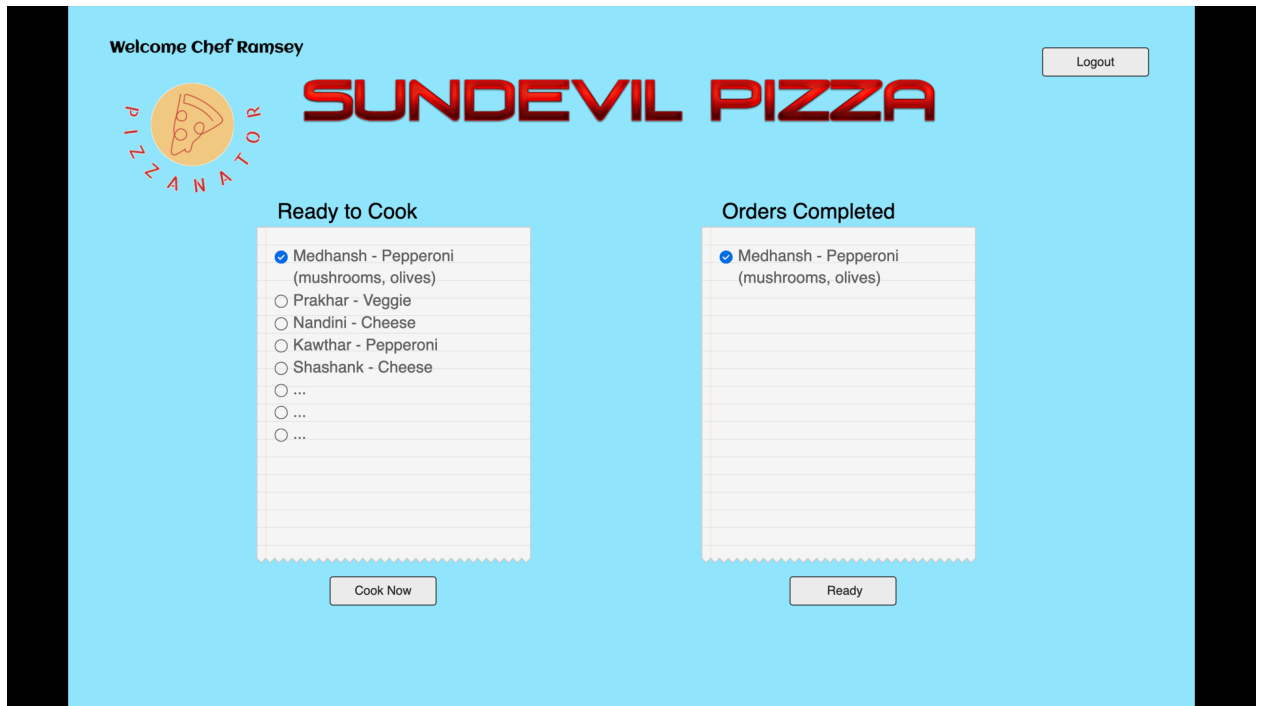 Welcome Chef Ramsey
Logout
SUNDEVIL PIZZA
PIZZANATOR
Ready to Cook
Medhansh - Pepperoni
(mushrooms, olives)
Prakhar - Veggie
Nandini - Cheese
Kawthar - Pepperoni
Shashank - Cheese
...
...
...
Cook Now
Orders Completed
Medhansh - Pepperoni
(mushrooms, olives)
Ready